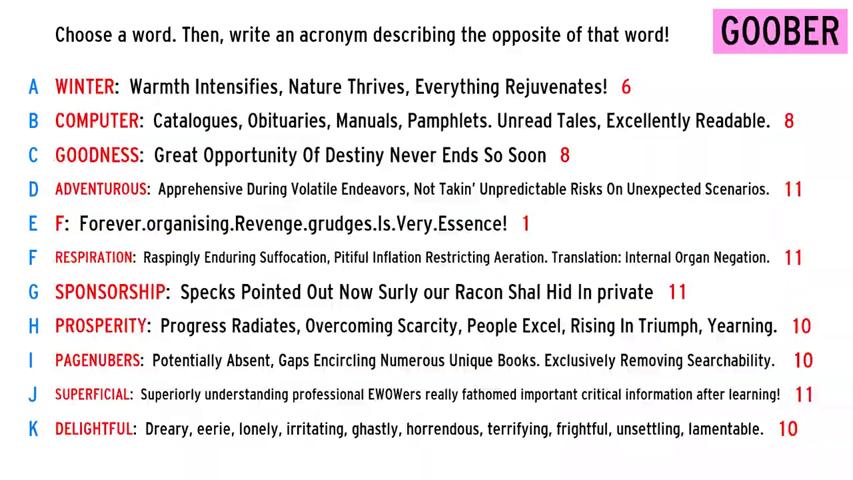 Choose a word. Then, write an acronym describing the opposite of that word!
GOOBER
A WINTER: Warmth Intensifies, Nature Thrives, Everything Rejuvenates! 6
B COMPUTER: Catalogues, Obituaries, Manuals, Pamphlets. Unread Tales, Excellently Readable. 8
C GOODNESS: Great Opportunity Of Destiny Never Ends So Soon 8
D ADVENTUROUS: Apprehensive During Volatile Endeavors, Not Takin' Unpredictable Risks On Unexpected Scenarios. 11
E F: Forever.organising.Revenge.grudges.Is.Very.Essence! 1
F RESPIRATION: Raspingly Enduring Suffocation, Pitiful Inflation Restricting Aeration. Translation: Internal Organ Negation. 11
G SPONSORSHIP: Specks Pointed Out Now Surly our Racon Shal Hid In private 11
H PROSPERITY: Progress Radiates, Overcoming Scarcity, People Excel, Rising In Triumph, Yearning. 10
I PAGENUBERS: Potentially Absent, Gaps Encircling Numerous Unique Books. Exclusively Removing Searchability. 10
J SUPERFICIAL: Superiorly understanding professional EWOWers really fathomed important critical information after learning! 11
K DELIGHTFUL: Dreary, eerie, lonely, irritating, ghastly, horrendous, terrifying, frightful, unsettling, lamentable. 10